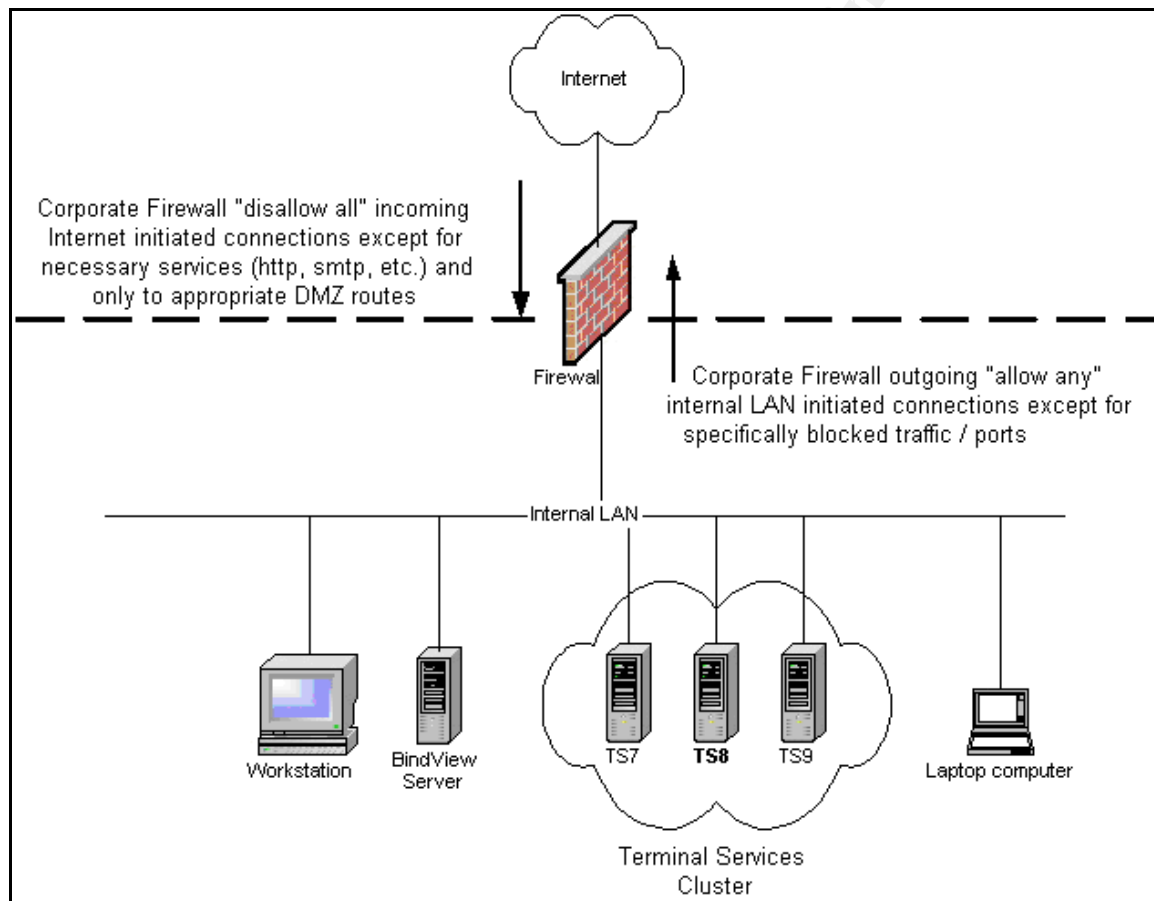 Internet
Corporate Firewall "disallow all" incoming
Internet initiated connections except for
necessary services (http, smtp, etc.) and
only to appropriate DMZ routes
Firewal
Corporate Firewall outgoing "allow any"
internal LAN initiated connections except for
specifically blocked traffic / ports
Internal LAN
Workstation
BindView
Server
TS7
TS8
TS9
Laptop computer
Terminal Services
Cluster